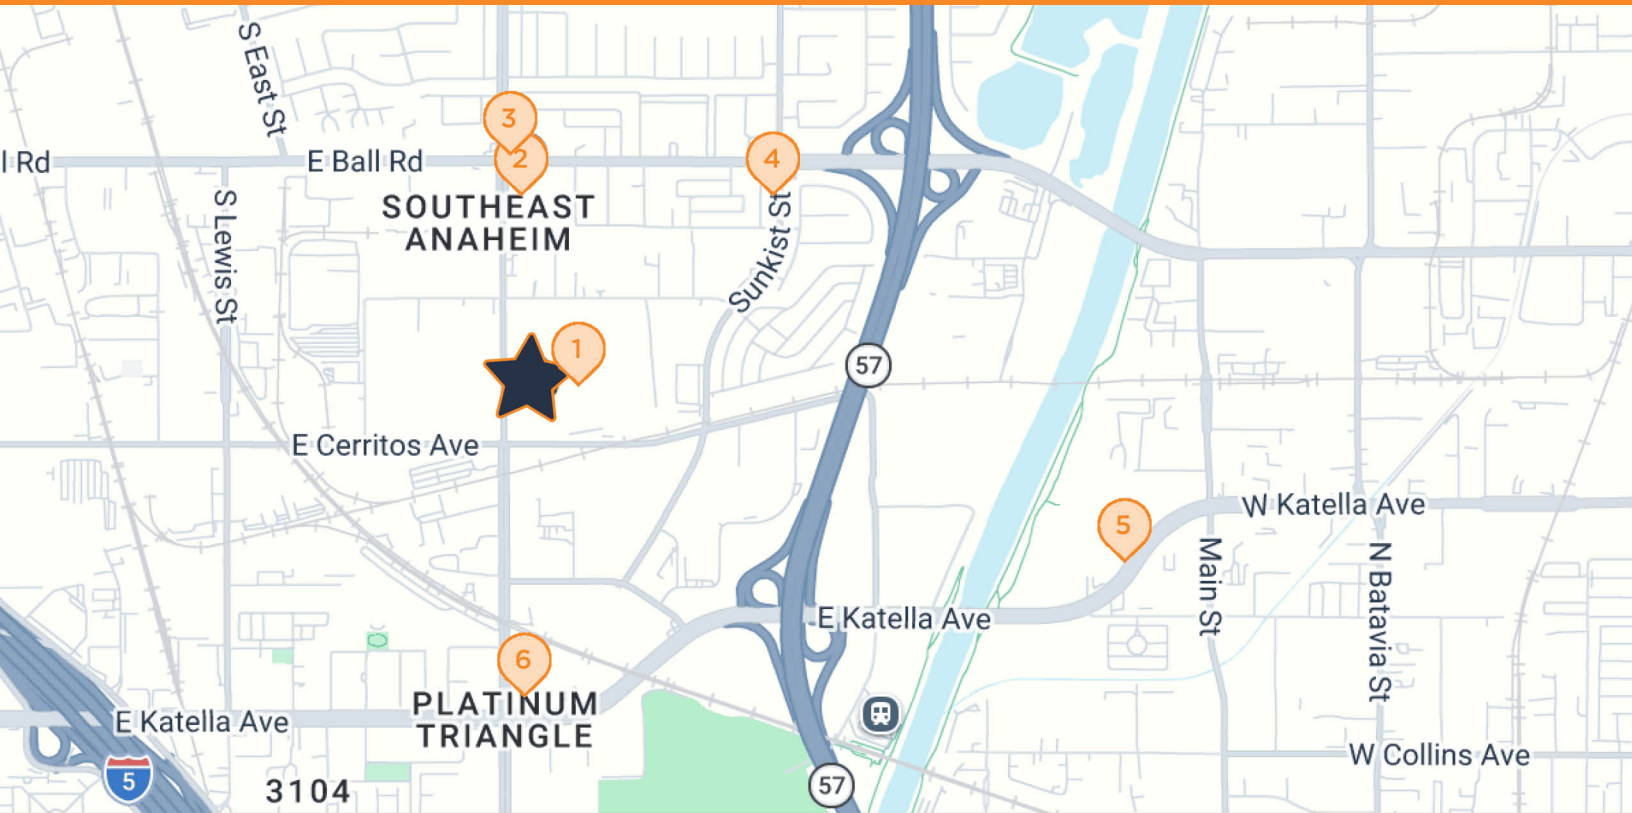 S East St
3
l Rd
E Ball Rd
2
4
SOUTHEAST
ANAHEIM
S Lewis St
Sunkist St
1
57
E Cerritos Ave
5
W Katella Ave
Main St
N Batavia St
E Katella Ave
6
PLATINUM
TRIANGLE
E Katella Ave
5
3104
57
W Collins Ave